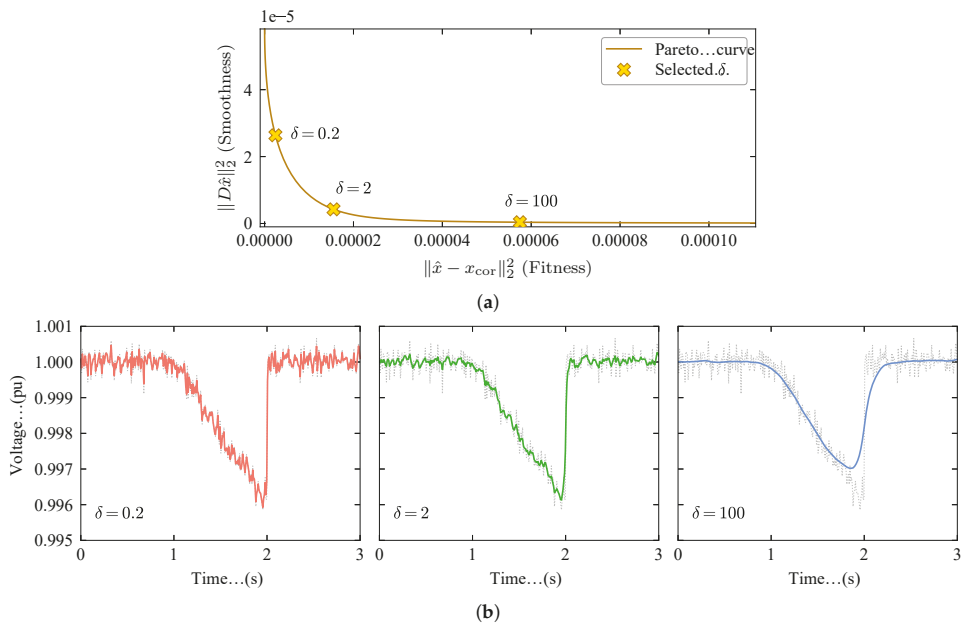 1e−5
Pareto…curve
Selected.δ.
‖Dx̂‖₂² (Smoothness)
4
2
0
δ = 0.2
δ = 2
δ = 100
0.00000 0.00002 0.00004 0.00006 0.00008 0.00010
‖x̂ − x_cor‖₂² (Fitness)
(a)
Voltage…(pu)
1.001
1.000
0.999
0.998
0.997
0.996
0.995
δ = 0.2
δ = 2
δ = 100
0 1 2 3
0 1 2 3
0 1 2 3
Time…(s)
Time…(s)
Time…(s)
(b)